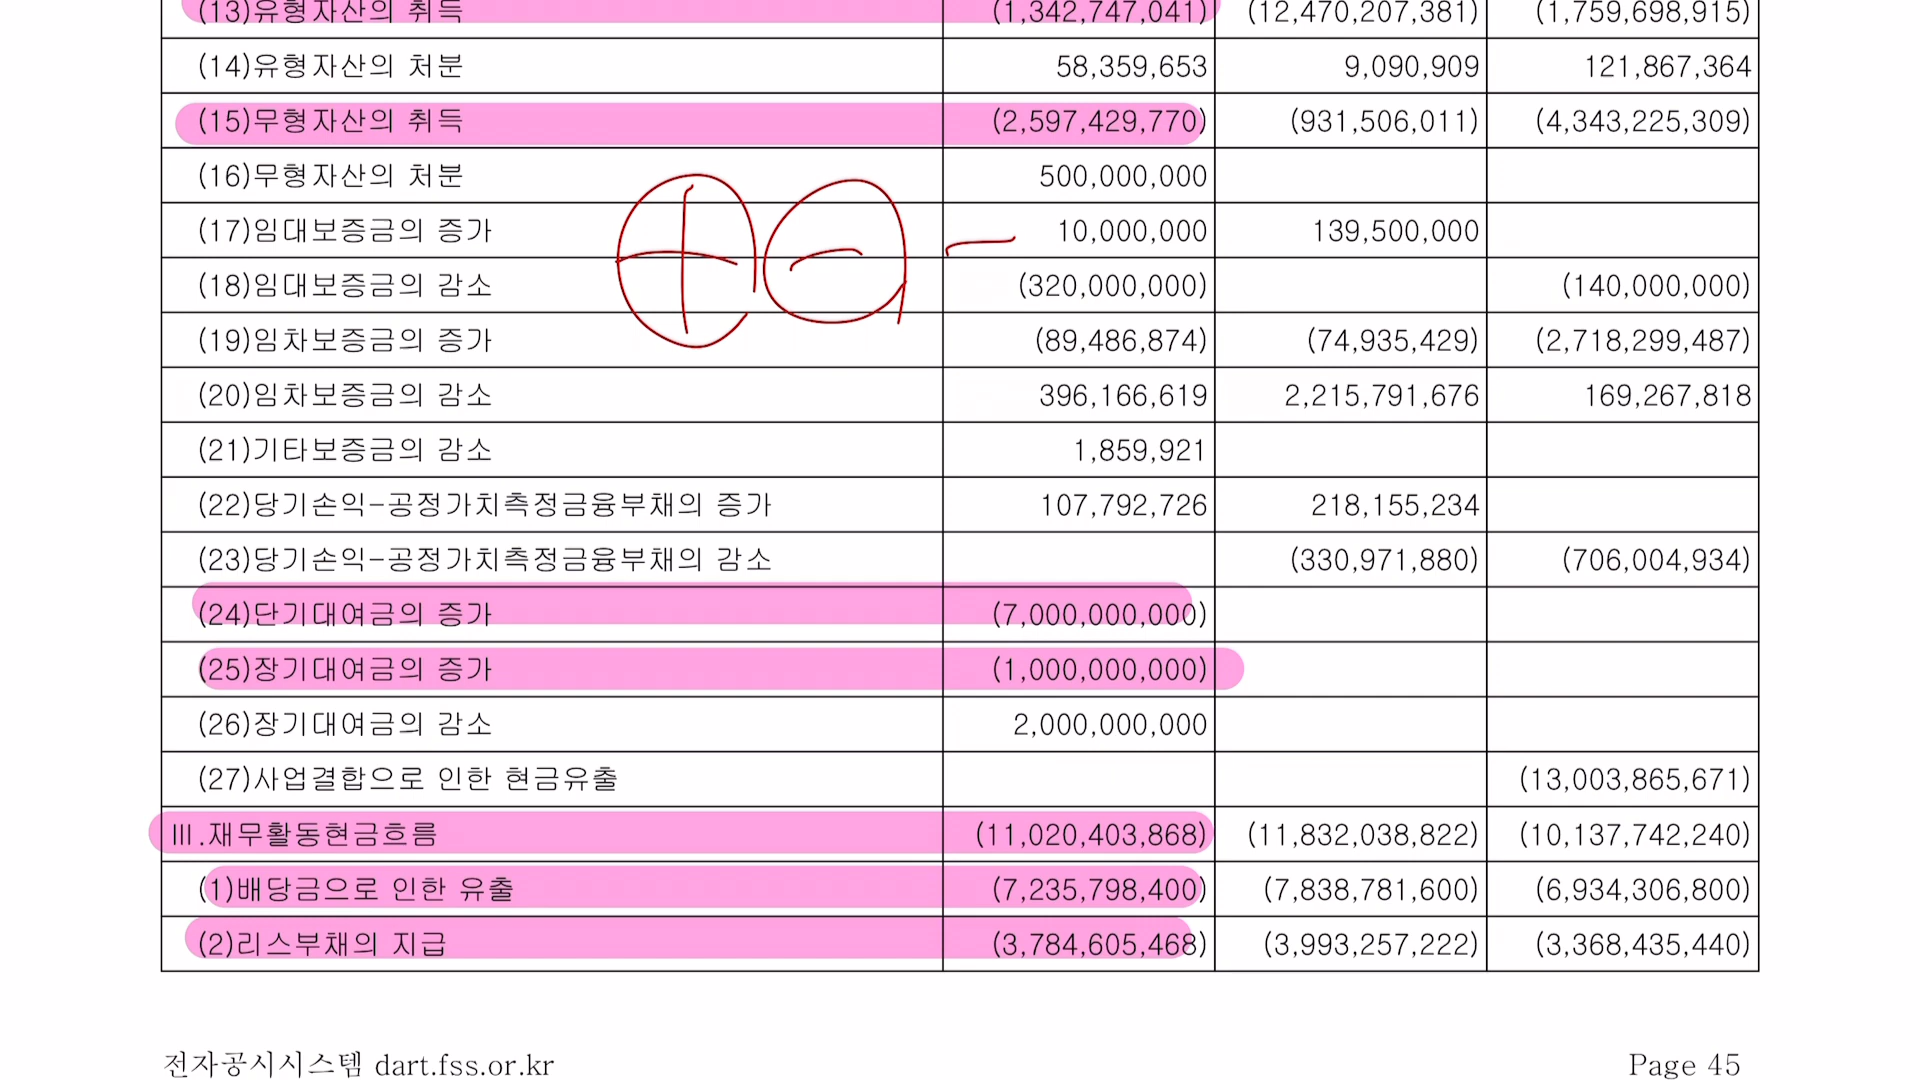 (13)유형자산의 취득 (1,342,747,041) (12,470,207,381) (1,759,698,915)
(14)유형자산의 처분 58,359,653 9,090,909 121,867,364
(15)무형자산의 취득 (2,597,429,770) (931,506,011) (4,343,225,309)
(16)무형자산의 처분 500,000,000
(17)임대보증금의 증가 10,000,000 139,500,000
(18)임대보증금의 감소 (320,000,000) (140,000,000)
(19)임차보증금의 증가 (89,486,874) (74,935,429) (2,718,299,487)
(20)임차보증금의 감소 396,166,619 2,215,791,676 169,267,818
(21)기타보증금의 감소 1,859,921
(22)당기손익-공정가치측정금융부채의 증가 107,792,726 218,155,234
(23)당기손익-공정가치측정금융부채의 감소 (330,971,880) (706,004,934)
(24)단기대여금의 증가 (7,000,000,000)
(25)장기대여금의 증가 (1,000,000,000)
(26)장기대여금의 감소 2,000,000,000
(27)사업결합으로 인한 현금유출 (13,003,865,671)
Ⅲ.재무활동현금흐름 (11,020,403,868) (11,832,038,822) (10,137,742,240)
(1)배당금으로 인한 유출 (7,235,798,400) (7,838,781,600) (6,934,306,800)
(2)리스부채의 지급 (3,784,605,468) (3,993,257,222) (3,368,435,440)
전자공시시스템 dart.fss.or.kr Page 45